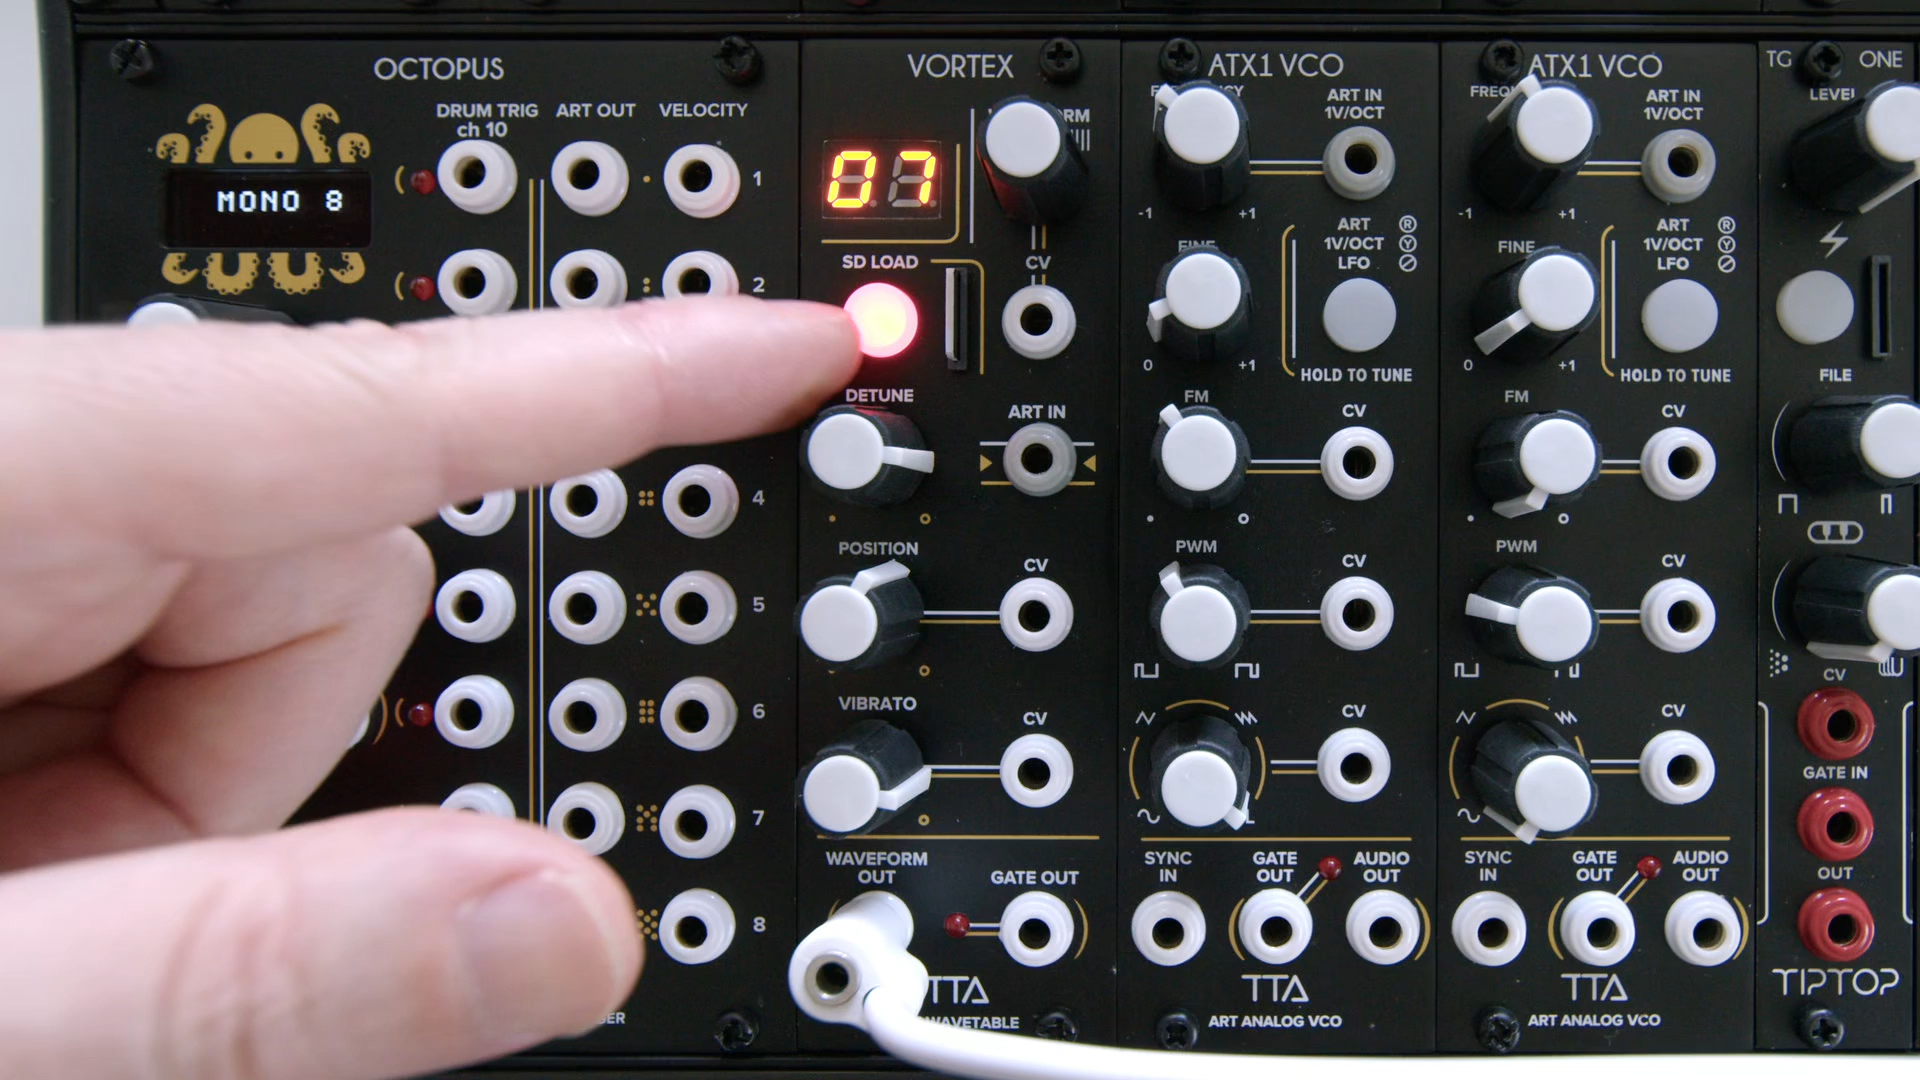 OCTOPUS
DRUM TRIG
ch 10
ART OUT
VELOCITY
MONO 8
1
2
4
5
6
7
8
VORTEX
07
SD LOAD
CV
DETUNE
ART IN
POSITION
CV
VIBRATO
CV
WAVEFORM
OUT
GATE OUT
TTA
WAVETABLE
ATX1 VCO
ART IN
1V/OCT
-1
+1
ART
1V/OCT
LFO
R
Y
FINE
0
+1
HOLD TO TUNE
FM
CV
PWM
CV
CV
SYNC
IN
GATE
OUT
AUDIO
OUT
TTA
ART ANALOG VCO
ATX1 VCO
ART IN
1V/OCT
-1
+1
ART
1V/OCT
LFO
R
Y
FINE
0
+1
HOLD TO TUNE
FM
CV
PWM
CV
CV
SYNC
IN
GATE
OUT
AUDIO
OUT
TTA
ART ANALOG VCO
TG
ONE
LEVEL
FILE
CV
GATE IN
OUT
TIPTOP